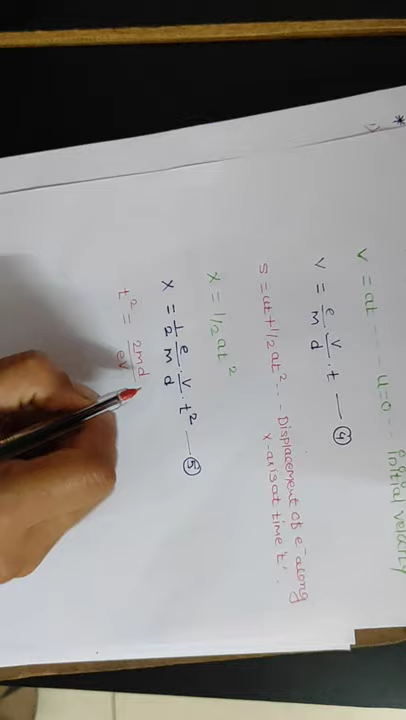 *
V = at ... u=0 ... initial velocity
V = e/m V/d . t — ④
S = ut+1/2 at² ... Displacement of e⁻ along
x-axis at time 't'.
x = 1/2 at²
x = 1/2 e/m . V/d . t² — ⑤
t² = 2md/eV